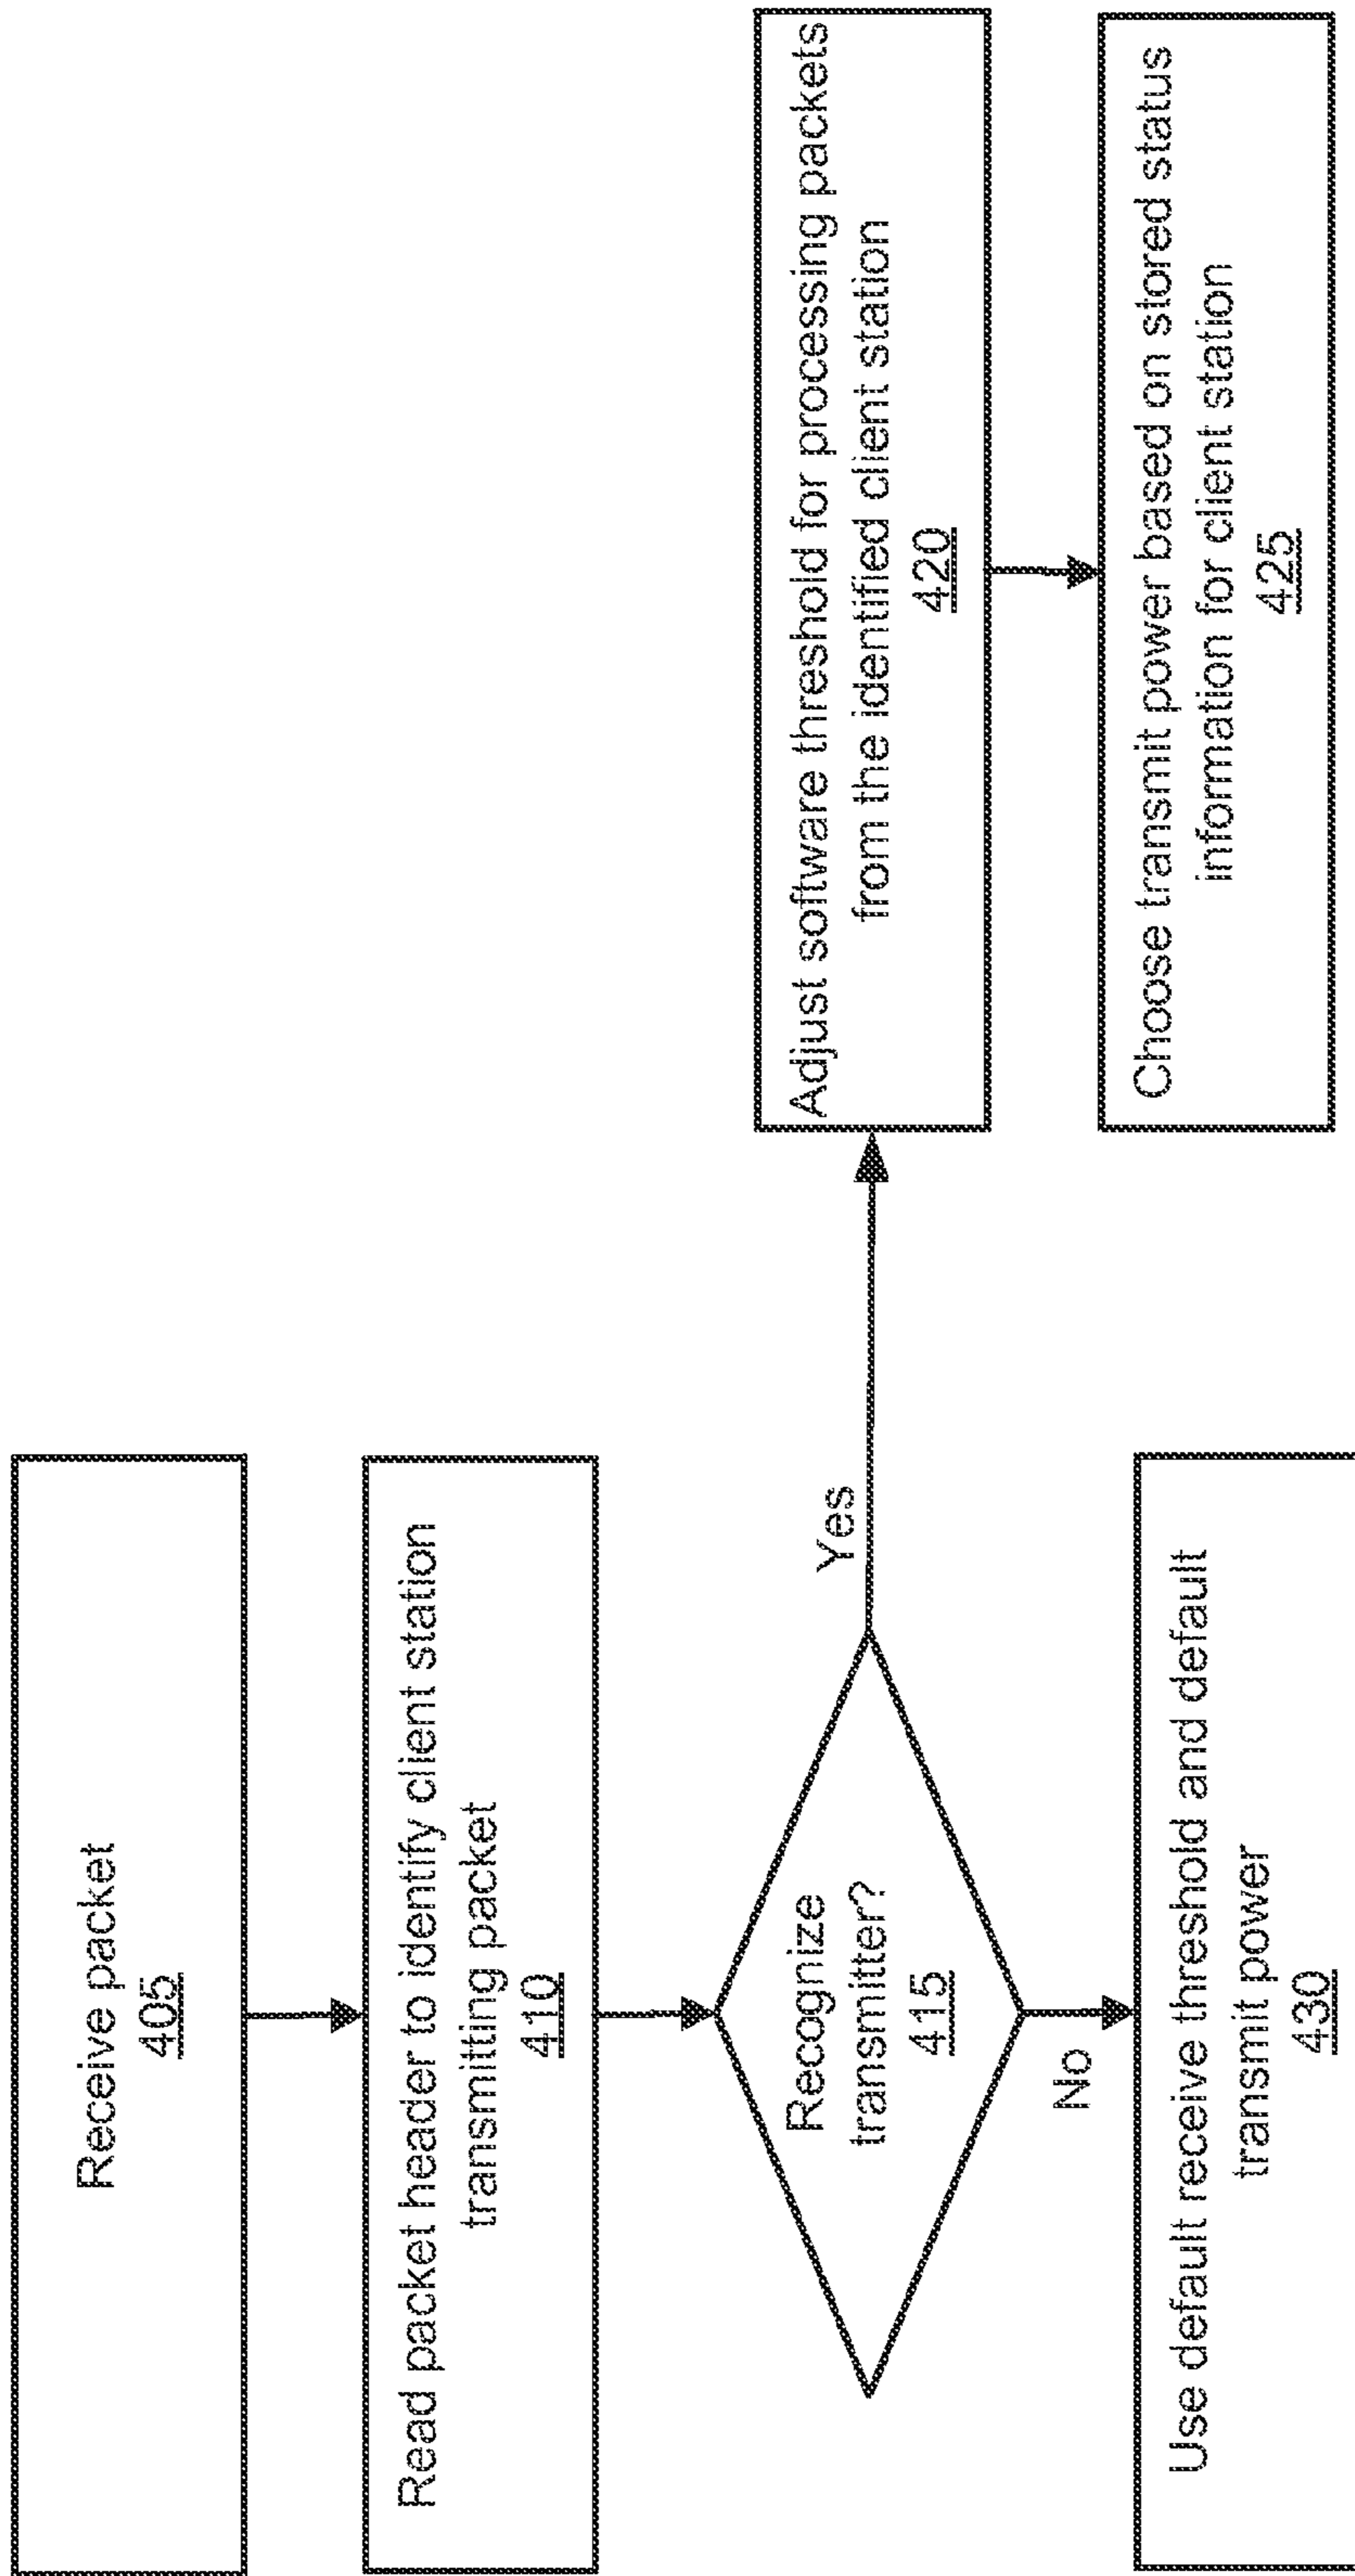 Receive packet
405
Read packet header to identify client station
transmitting packet
410
Recognize
transmitter?
415
Yes
No
Adjust software threshold for processing packets
from the identified client station
420
Choose transmit power based on stored status
information for client station
425
Use default receive threshold and default
transmit power
430